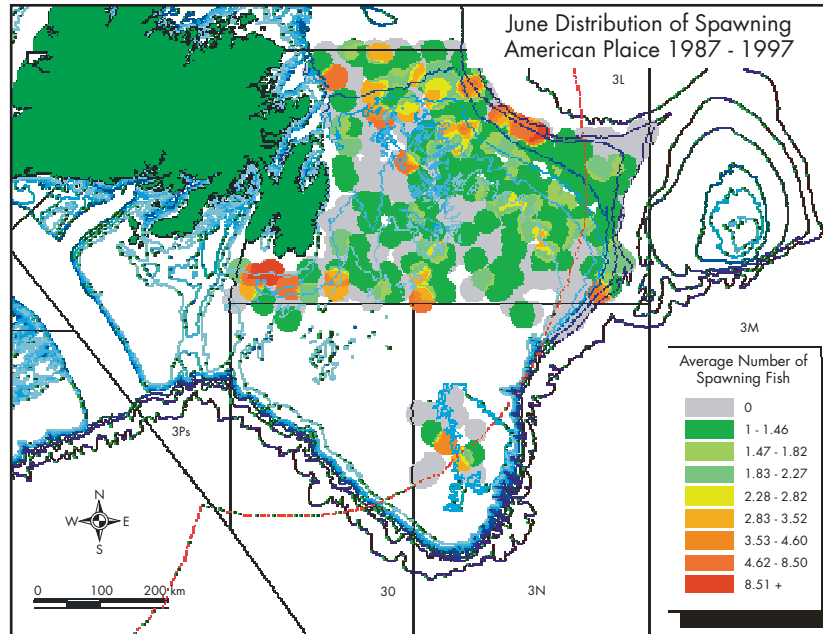 June Distribution of Spawning
American Plaice 1987 - 1997
3L
3M
Average Number of
Spawning Fish
0
1 - 1.46
1.47 - 1.82
1.83 - 2.27
2.28 - 2.82
2.83 - 3.52
3.53 - 4.60
4.62 - 8.50
8.51 +
3Ps
N
W E
S
0 100 200 km
3O
3N